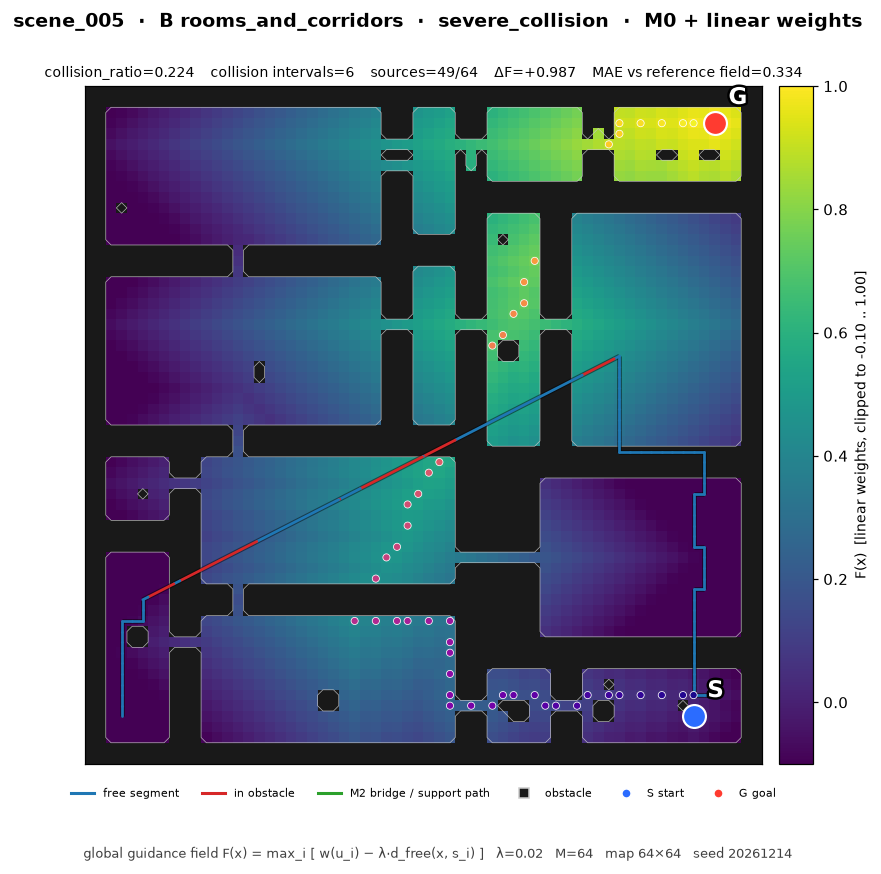 scene_005 · B rooms_and_corridors · severe_collision · M0 + linear weights
collision_ratio=0.224 collision intervals=6 sources=49/64 ΔF=+0.987 MAE vs reference field=0.334
G
S
1.0
0.8
0.6
0.4
0.2
0.0
F(x) [linear weights, clipped to -0.10 .. 1.00]
free segment in obstacle M2 bridge / support path obstacle S start G goal
global guidance field F(x) = max_i [ w(u_i) − λ·d_free(x, s_i) ] λ=0.02 M=64 map 64×64 seed 20261214